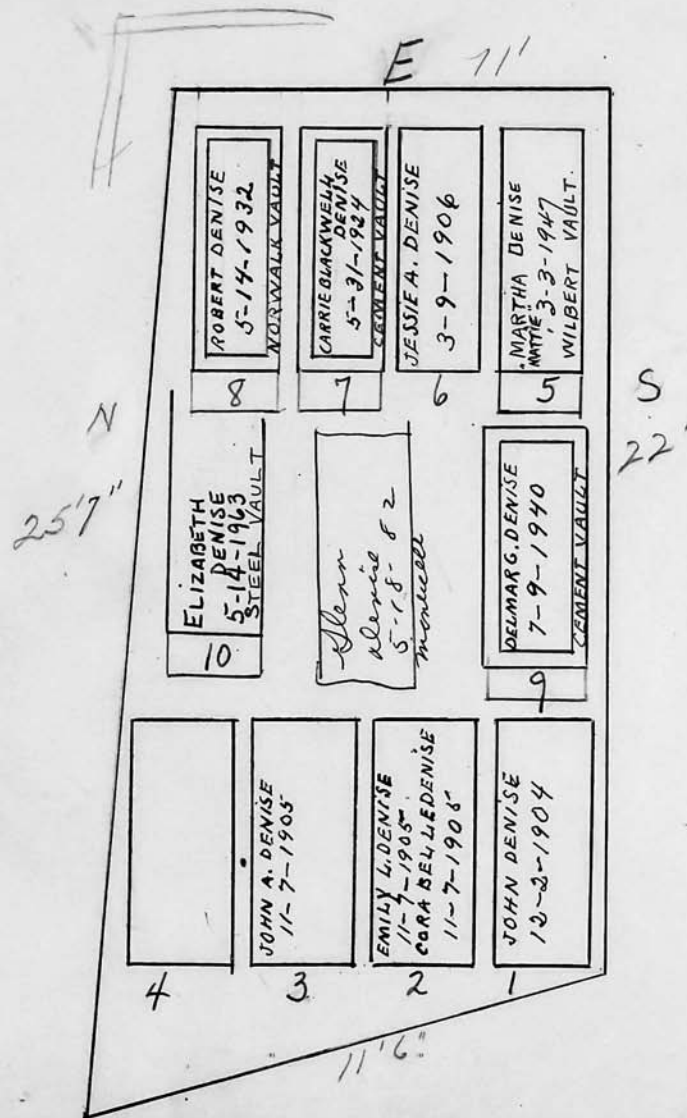 E 11'
ROBERT DENISE
5-14-1932
NORWALK VAULT
CARRIE BLACKWELL
DENISE
5-31-1924
CEMENT VAULT
JESSIE A. DENISE
3-9-1906
MARTHA DENISE
"MATTIE" 3-3-1947
WILBERT VAULT.
8
7
6
5
N
25'7"
S
22'
ELIZABETH
DENISE
5-14-1963
STEEL VAULT
10
Glenn
Denise
5-18-82
Monticello
DELMAR G. DENISE
7-9-1940
CEMENT VAULT
9
JOHN A. DENISE
11-7-1905
EMILY L. DENISE
11-7-1905
CORA BELLE DENISE
11-7-1905
JOHN DENISE
12-2-1904
4
3
2
1
11'6"